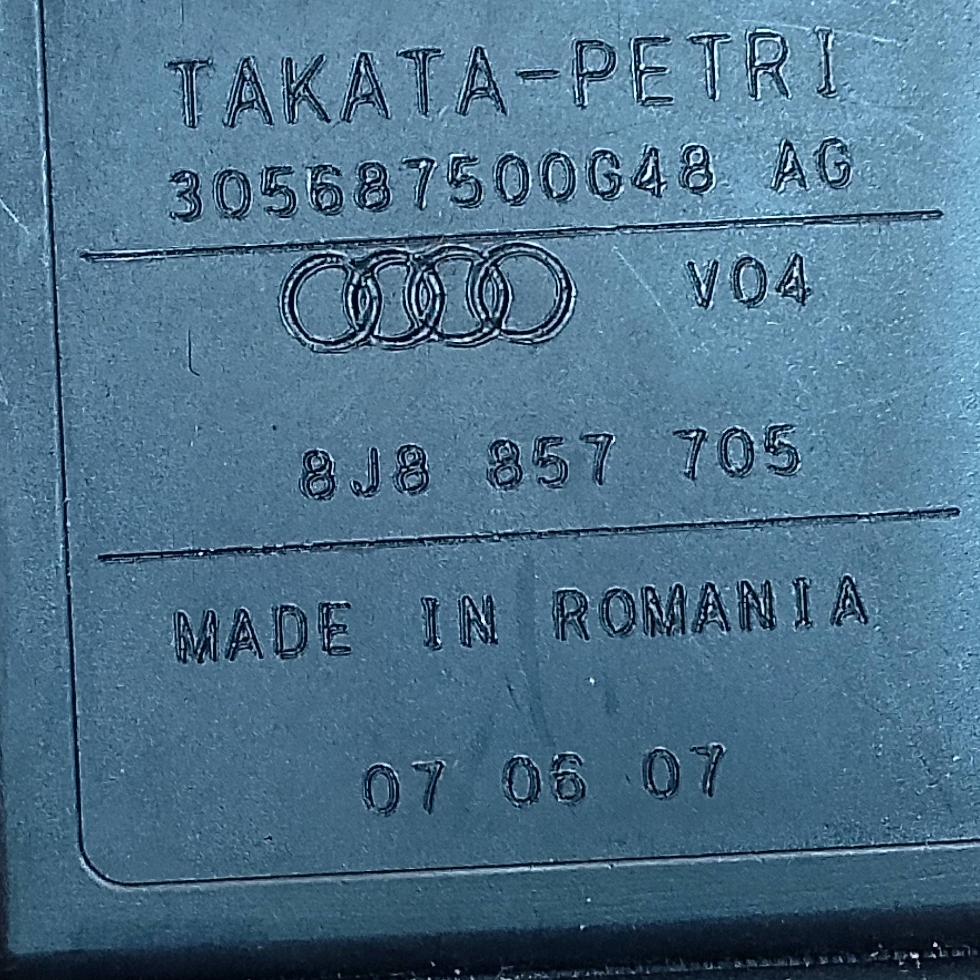 TAKATA-PETRI
305687500G48 AG
V04
8J8 857 705
MADE IN ROMANIA
07 06 07